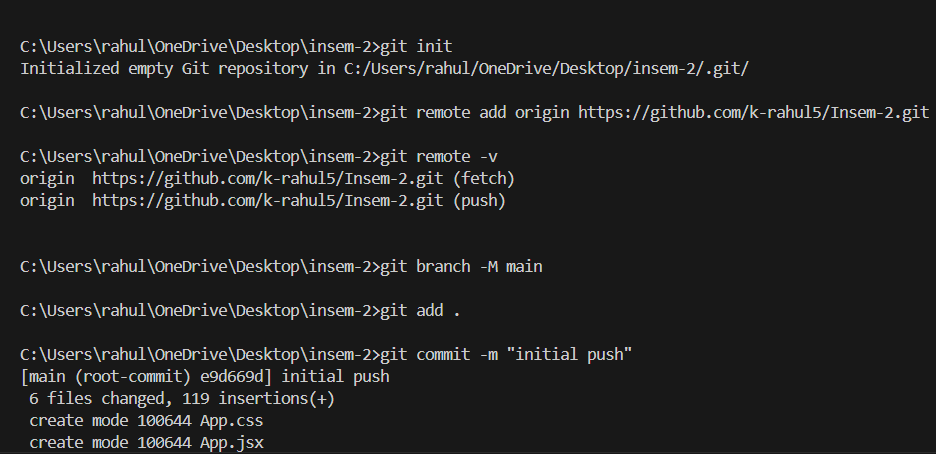 C:\Users\rahul\OneDrive\Desktop\insem-2>git init
Initialized empty Git repository in C:/Users/rahul/OneDrive/Desktop/insem-2/.git/
C:\Users\rahul\OneDrive\Desktop\insem-2>git remote add origin https://github.com/k-rahul5/Insem-2.git
C:\Users\rahul\OneDrive\Desktop\insem-2>git remote -v
origin  https://github.com/k-rahul5/Insem-2.git (fetch)
origin  https://github.com/k-rahul5/Insem-2.git (push)
C:\Users\rahul\OneDrive\Desktop\insem-2>git branch -M main
C:\Users\rahul\OneDrive\Desktop\insem-2>git add .
C:\Users\rahul\OneDrive\Desktop\insem-2>git commit -m "initial push"
[main (root-commit) e9d669d] initial push
 6 files changed, 119 insertions(+)
 create mode 100644 App.css
 create mode 100644 App.jsx